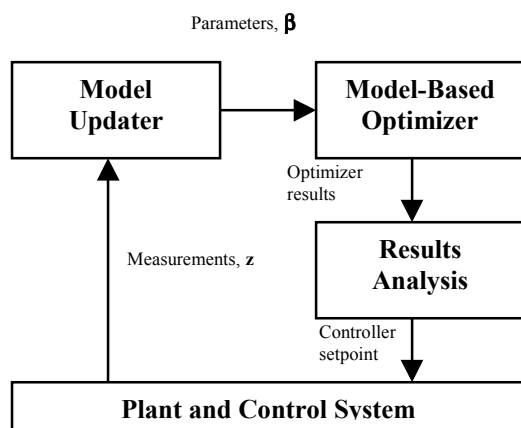 Parameters, β
Model
Updater
Model-Based
Optimizer
Optimizer
results
Results
Analysis
Measurements, z
Controller
setpoint
Plant and Control System